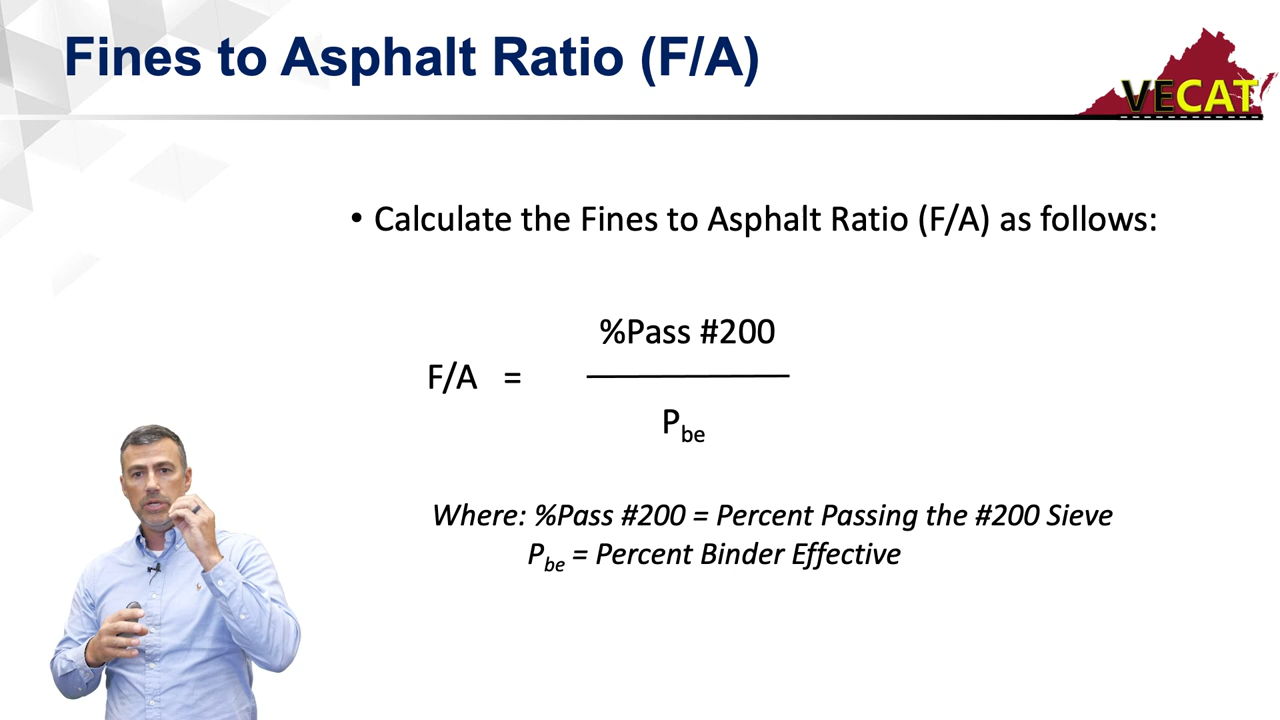 Fines to Asphalt Ratio (F/A)
VECAT
• Calculate the Fines to Asphalt Ratio (F/A) as follows:
%Pass #200
F/A =
Pbe
Where: %Pass #200 = Percent Passing the #200 Sieve
Pbe = Percent Binder Effective